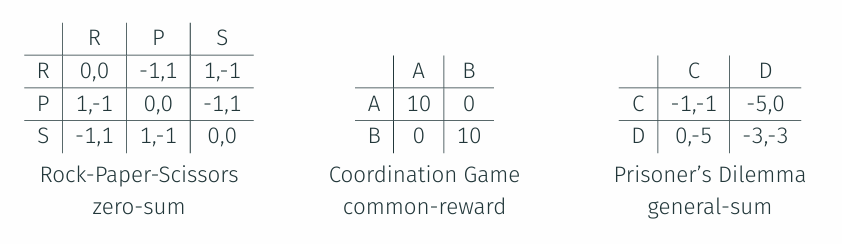 R P S
R 0,0 -1,1 1,-1
P 1,-1 0,0 -1,1
S -1,1 1,-1 0,0
Rock-Paper-Scissors
zero-sum
A B
A 10 0
B 0 10
Coordination Game
common-reward
C D
C -1,-1 -5,0
D 0,-5 -3,-3
Prisoner’s Dilemma
general-sum